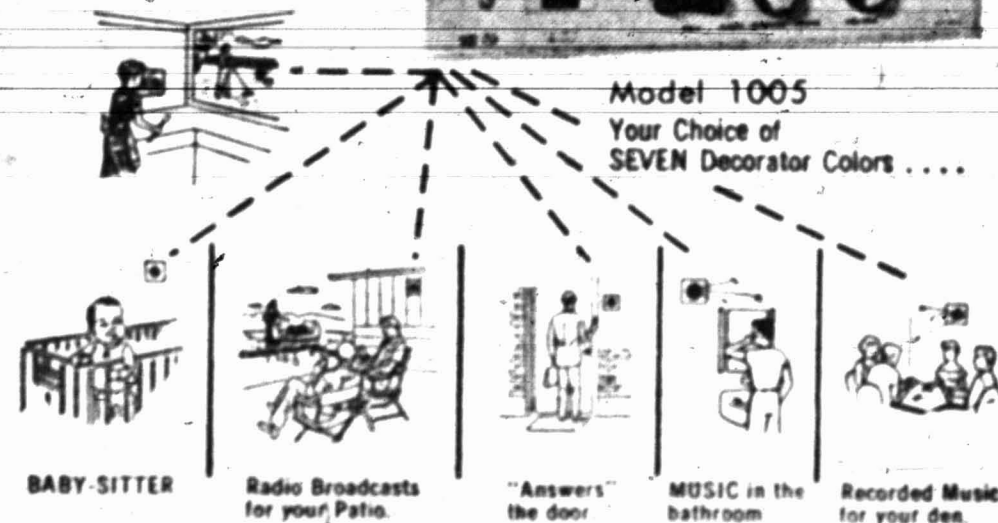 Model 1005
Your Choice of
SEVEN Decorator Colors ....
BABY-SITTER
Radio Broadcasts
for your Patio.
"Answers"
the door
MUSIC in the
bathroom
Recorded Music
for your den.